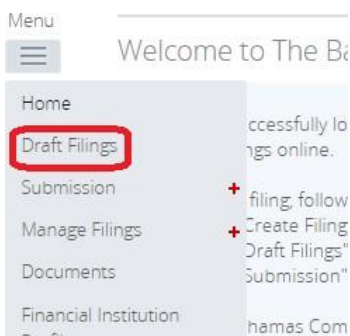 Menu
Welcome to The Ba
Home
ccessfully lo
Draft Filings
ngs online.
Submission +
filing, follow
Manage Filings +
Create Filing
Draft Filings"
Documents
Submission"
Financial Institution
hamas Com